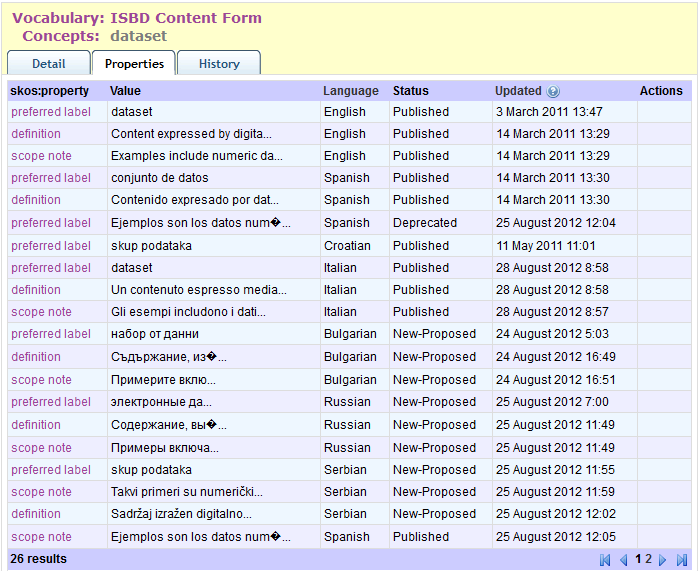 Vocabulary: ISBD Content Form
Concepts: dataset
Detail Properties History
skos:property Value Language Status Updated Actions
preferred label dataset English Published 3 March 2011 13:47
definition Content expressed by digita... English Published 14 March 2011 13:29
scope note Examples include numeric da... English Published 14 March 2011 13:29
preferred label conjunto de datos Spanish Published 14 March 2011 13:30
definition Contenido expresado por dat... Spanish Published 14 March 2011 13:30
preferred label Ejemplos son los datos num�... Spanish Deprecated 25 August 2012 12:04
preferred label skup podataka Croatian Published 11 May 2011 11:01
preferred label dataset Italian Published 28 August 2012 8:58
definition Un contenuto espresso media... Italian Published 28 August 2012 8:58
scope note Gli esempi includono i dati... Italian Published 28 August 2012 8:57
preferred label набор от данни Bulgarian New-Proposed 24 August 2012 5:03
definition Съдържание, из�... Bulgarian New-Proposed 24 August 2012 16:49
scope note Примерите вклю... Bulgarian New-Proposed 24 August 2012 16:51
preferred label электронные да... Russian New-Proposed 25 August 2012 7:00
definition Содержание, вы�... Russian New-Proposed 25 August 2012 11:49
scope note Примеры включа... Russian New-Proposed 25 August 2012 11:49
preferred label skup podataka Serbian New-Proposed 25 August 2012 11:55
scope note Takvi primeri su numerički... Serbian New-Proposed 25 August 2012 11:59
definition Sadržaj izražen digitalno... Serbian New-Proposed 25 August 2012 12:02
scope note Ejemplos son los datos num�... Spanish Published 25 August 2012 12:05
26 results 1 2